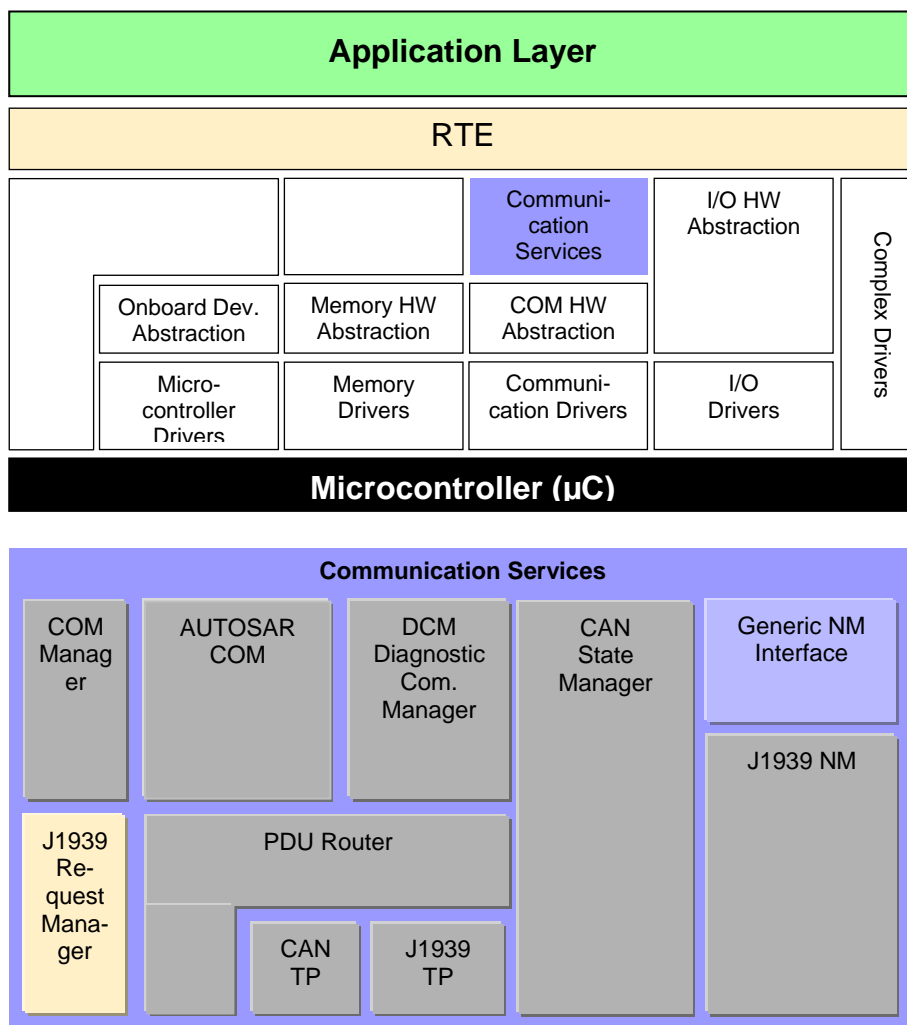 Application Layer
RTE
Communi-
cation
Services
I/O HW
Abstraction
Complex Drivers
Onboard Dev.
Abstraction
Memory HW
Abstraction
COM HW
Abstraction
Micro-
controller
Drivers
Memory
Drivers
Communi-
cation Drivers
I/O
Drivers
Microcontroller (µC)
Communication Services
COM
Manag
er
AUTOSAR
COM
DCM
Diagnostic
Com.
Manager
CAN
State
Manager
Generic NM
Interface
J1939 NM
J1939
Re-
quest
Mana-
ger
PDU Router
CAN
TP
J1939
TP